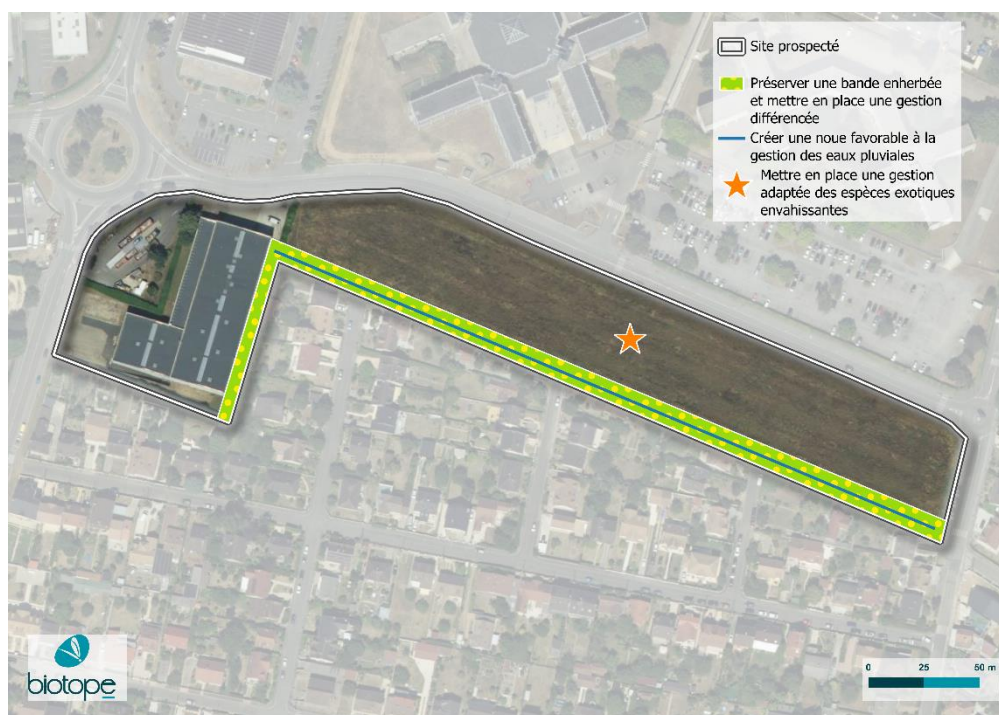 Site prospecté
Préserver une bande enherbée
et mettre en place une gestion
différencée
Créer une noue favorable à la
gestion des eaux pluviales
Mettre en place une gestion
adaptée des espèces exotiques
envahissantes
biotope
0 25 50 m